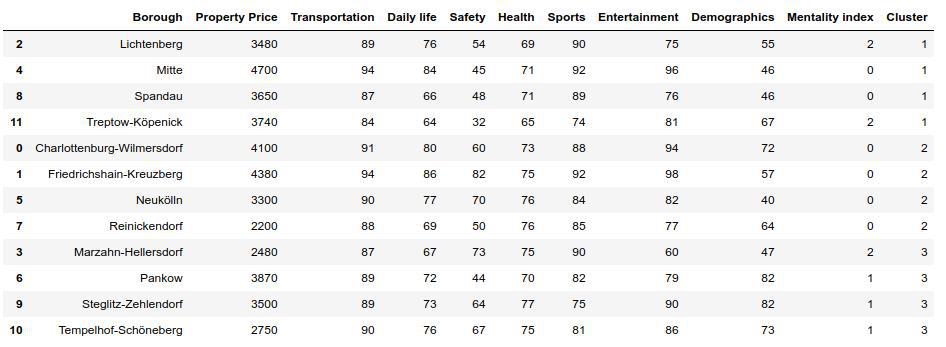 Borough Property Price Transportation Daily life Safety Health Sports Entertainment Demographics Mentality index Cluster
2 Lichtenberg 3480 89 76 54 69 90 75 55 2 1
4 Mitte 4700 94 84 45 71 92 96 46 0 1
8 Spandau 3650 87 66 48 71 89 76 46 0 1
11 Treptow-Köpenick 3740 84 64 32 65 74 81 67 2 1
0 Charlottenburg-Wilmersdorf 4100 91 80 60 73 88 94 72 0 2
1 Friedrichshain-Kreuzberg 4380 94 86 82 75 92 98 57 0 2
5 Neukölln 3300 90 77 70 76 84 82 40 0 2
7 Reinickendorf 2200 88 69 50 76 85 77 64 0 2
3 Marzahn-Hellersdorf 2480 87 67 73 75 90 60 47 2 3
6 Pankow 3870 89 72 44 70 82 79 82 1 3
9 Steglitz-Zehlendorf 3500 89 73 64 77 75 90 82 1 3
10 Tempelhof-Schöneberg 2750 90 76 67 75 81 86 73 1 3